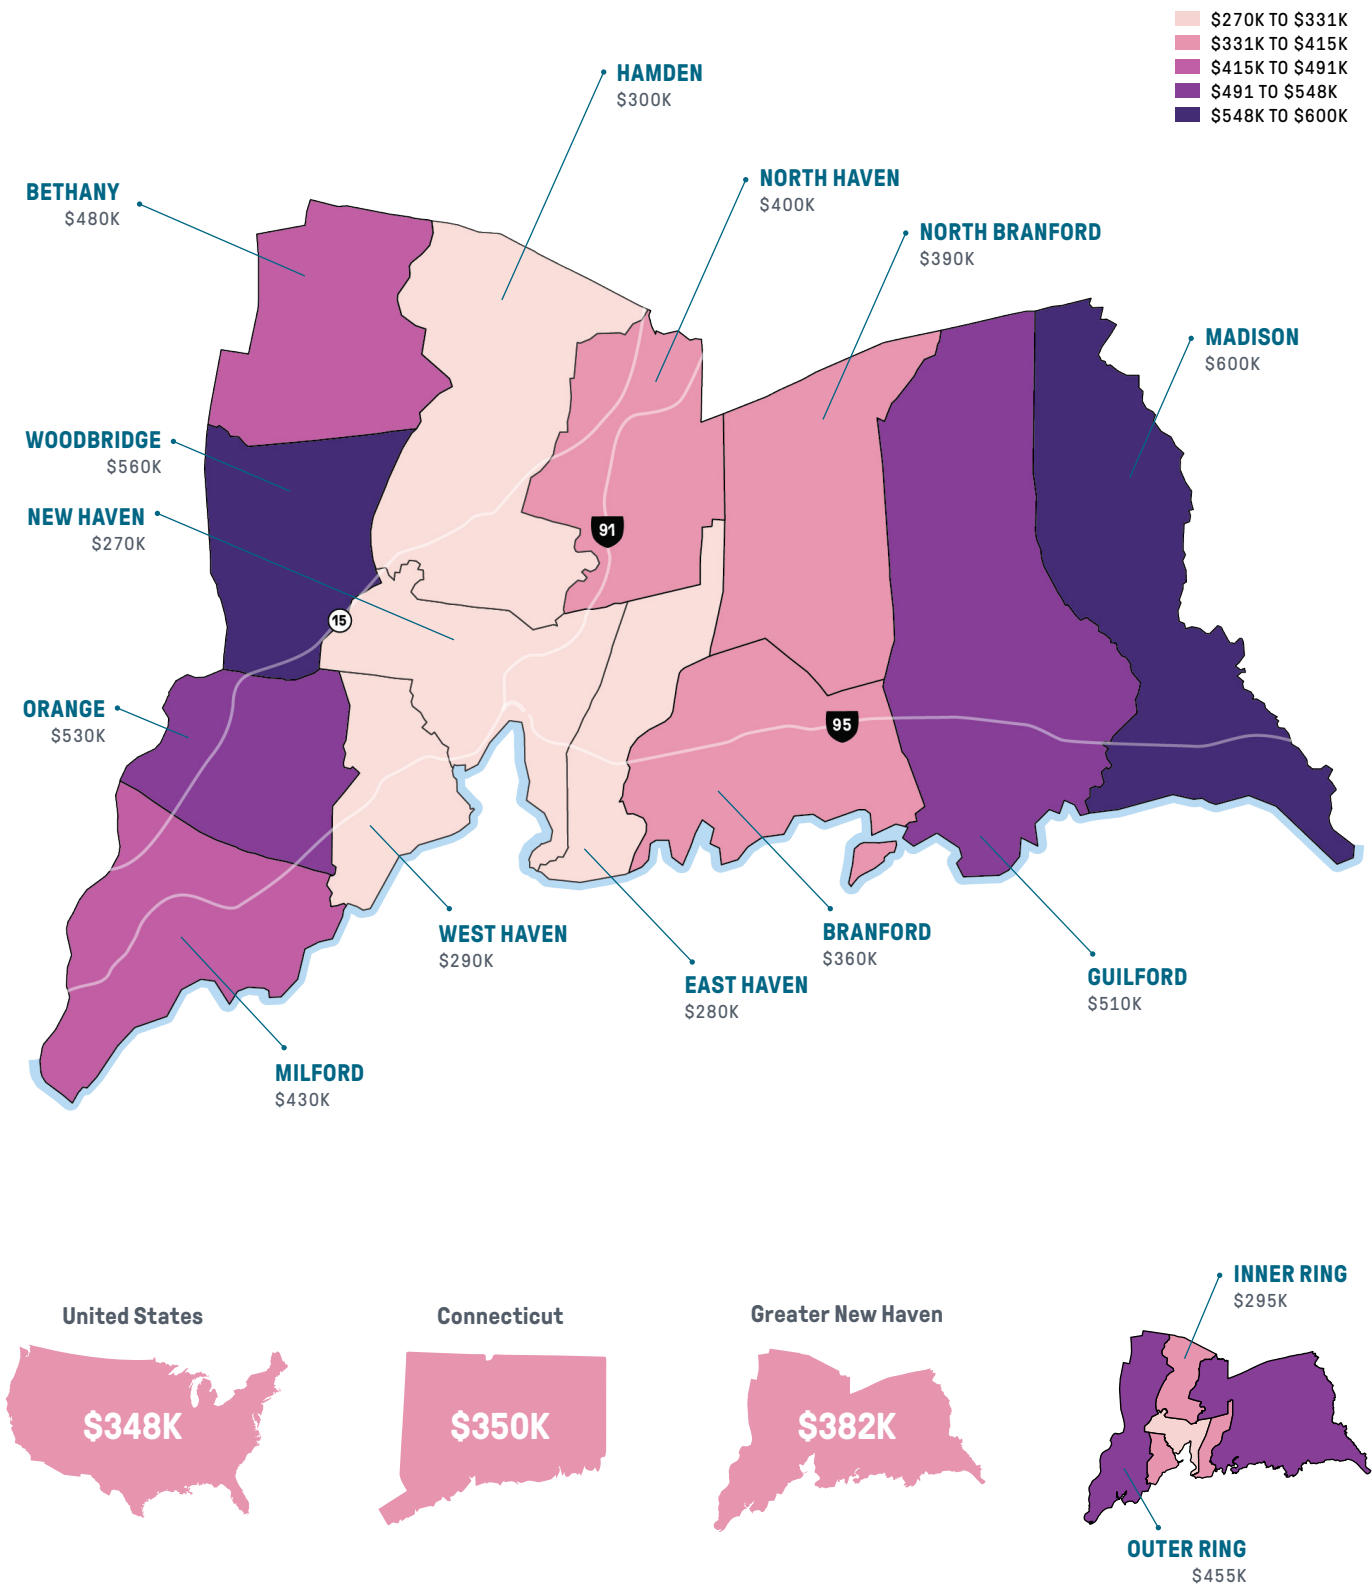 $270K TO $331K
$331K TO $415K
$415K TO $491K
$491 TO $548K
$548K TO $600K
HAMDEN
$300K
BETHANY
$480K
NORTH HAVEN
$400K
NORTH BRANFORD
$390K
MADISON
$600K
WOODBRIDGE
$560K
NEW HAVEN
$270K
91
15
ORANGE
$530K
95
WEST HAVEN
$290K
BRANFORD
$360K
EAST HAVEN
$280K
GUILFORD
$510K
MILFORD
$430K
United States
$348K
Connecticut
$350K
Greater New Haven
$382K
INNER RING
$295K
OUTER RING
$455K